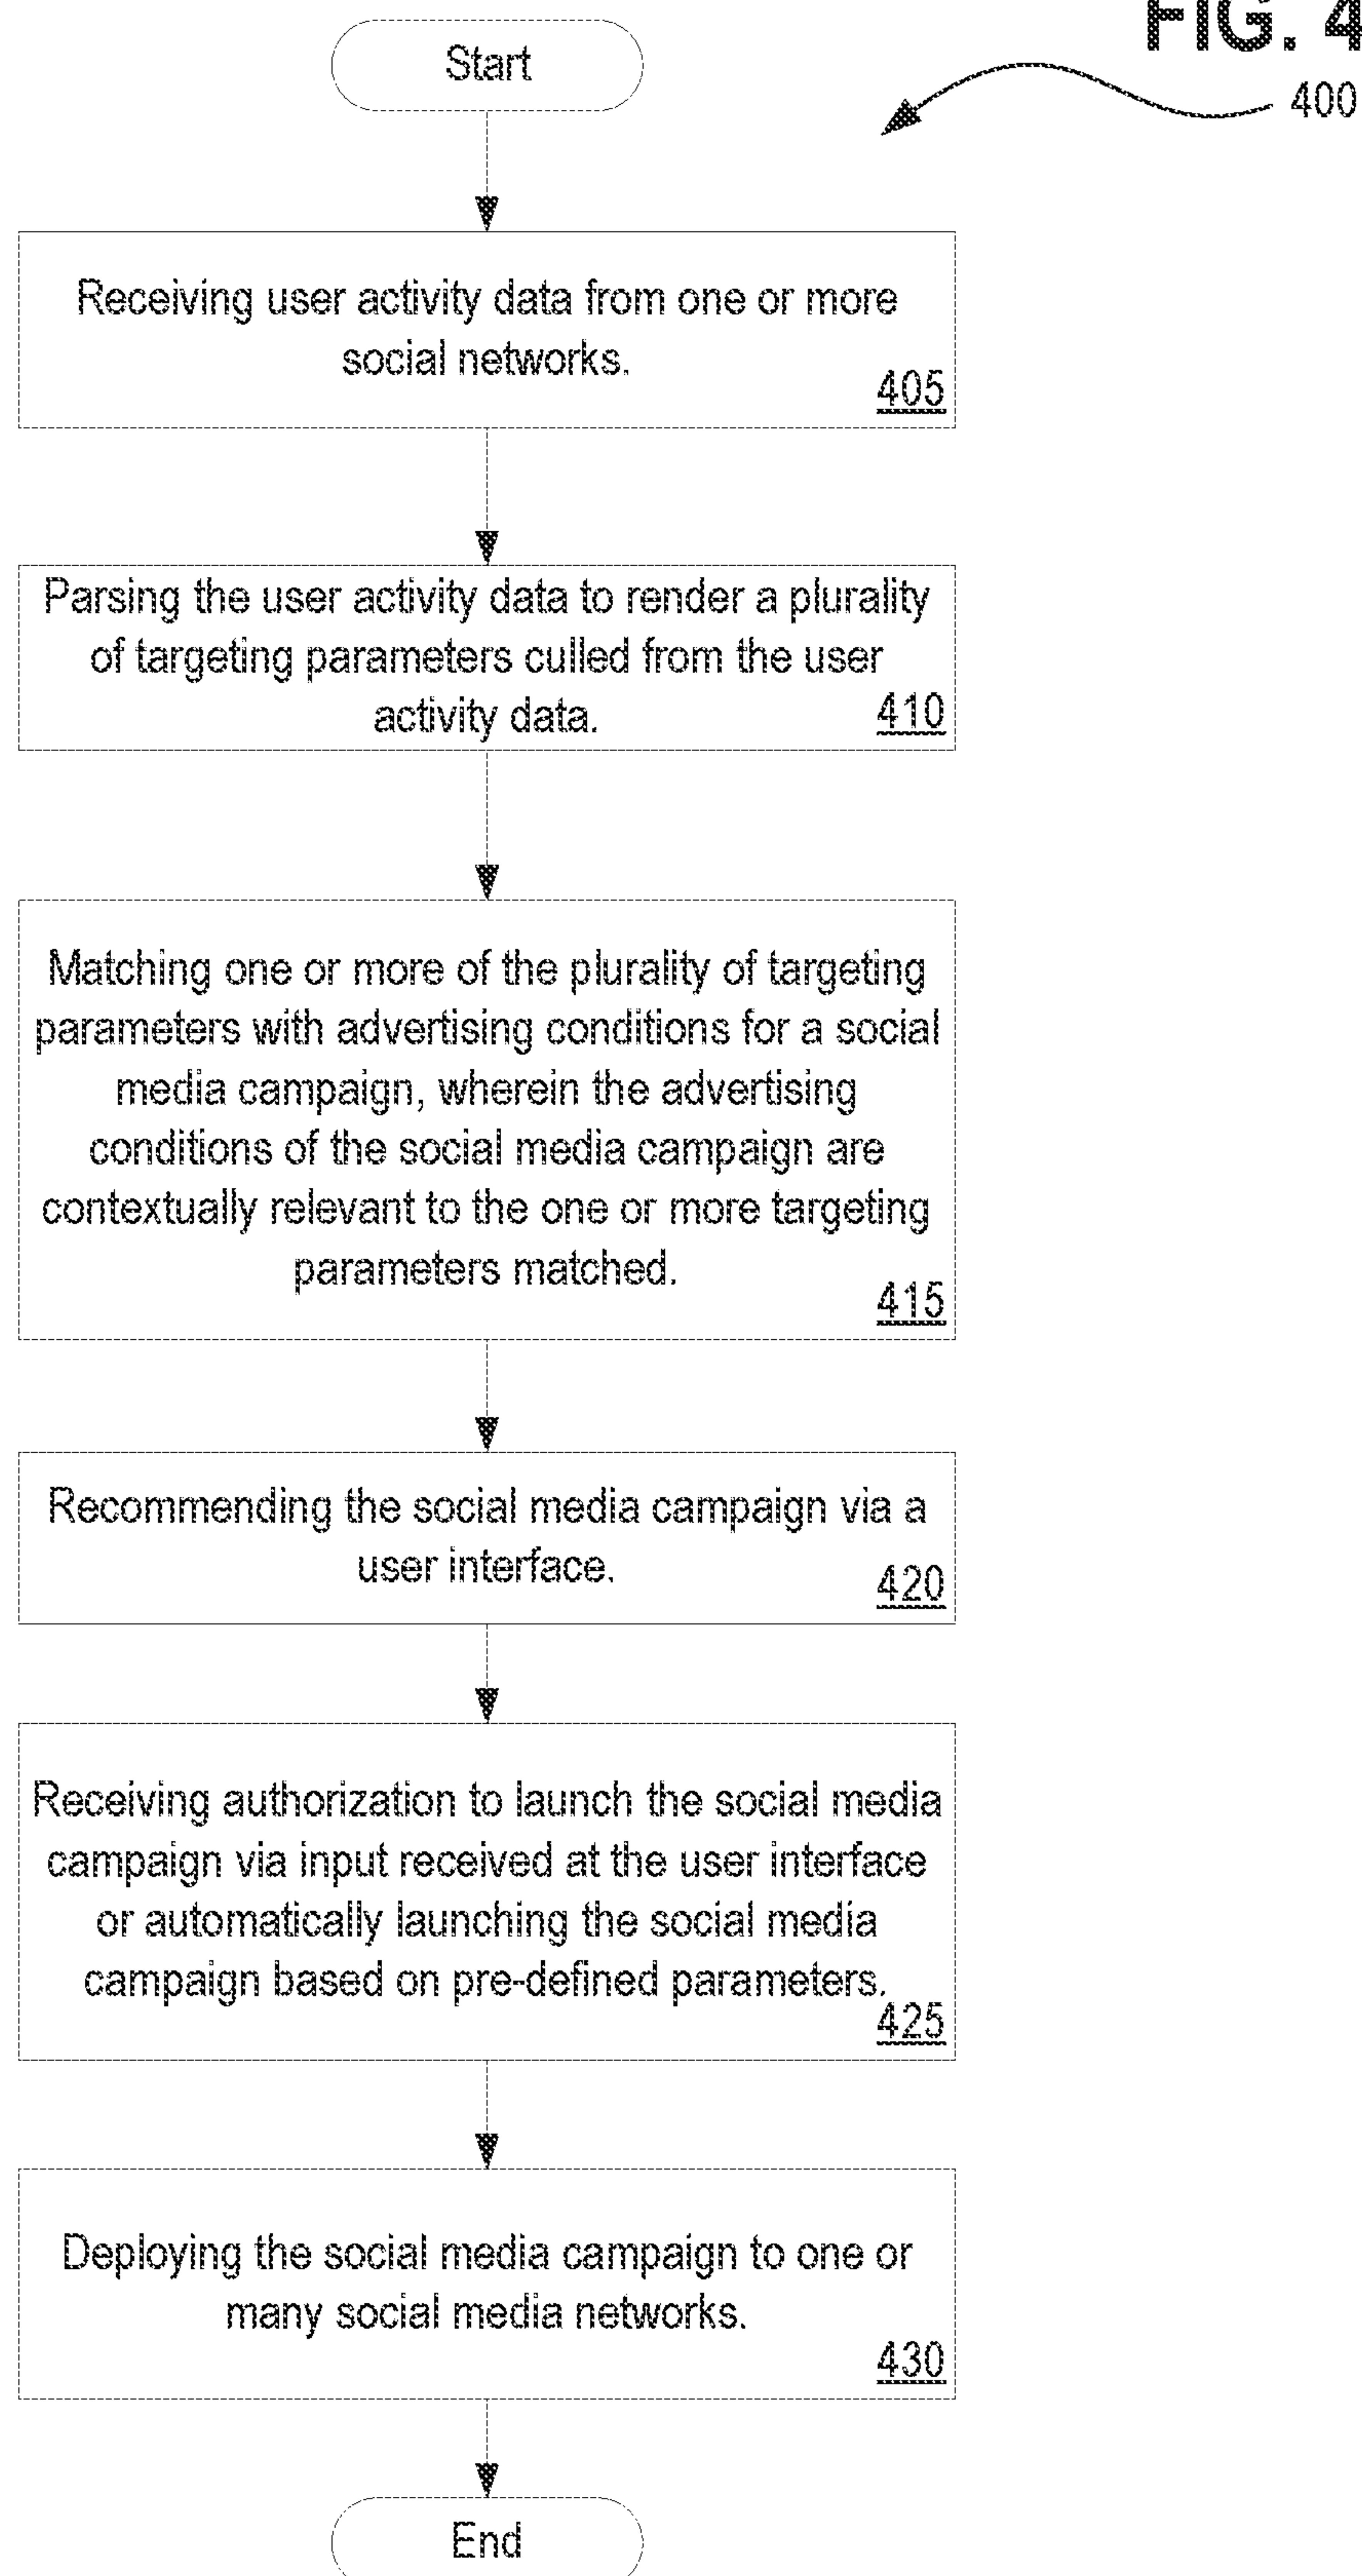 FIG. 4
400
Start
Receiving user activity data from one or more
social networks.
405
Parsing the user activity data to render a plurality
of targeting parameters culled from the user
activity data.
410
Matching one or more of the plurality of targeting
parameters with advertising conditions for a social
media campaign, wherein the advertising
conditions of the social media campaign are
contextually relevant to the one or more targeting
parameters matched.
415
Recommending the social media campaign via a
user interface.
420
Receiving authorization to launch the social media
campaign via input received at the user interface
or automatically launching the social media
campaign based on pre-defined parameters.
425
Deploying the social media campaign to one or
many social media networks.
430
End